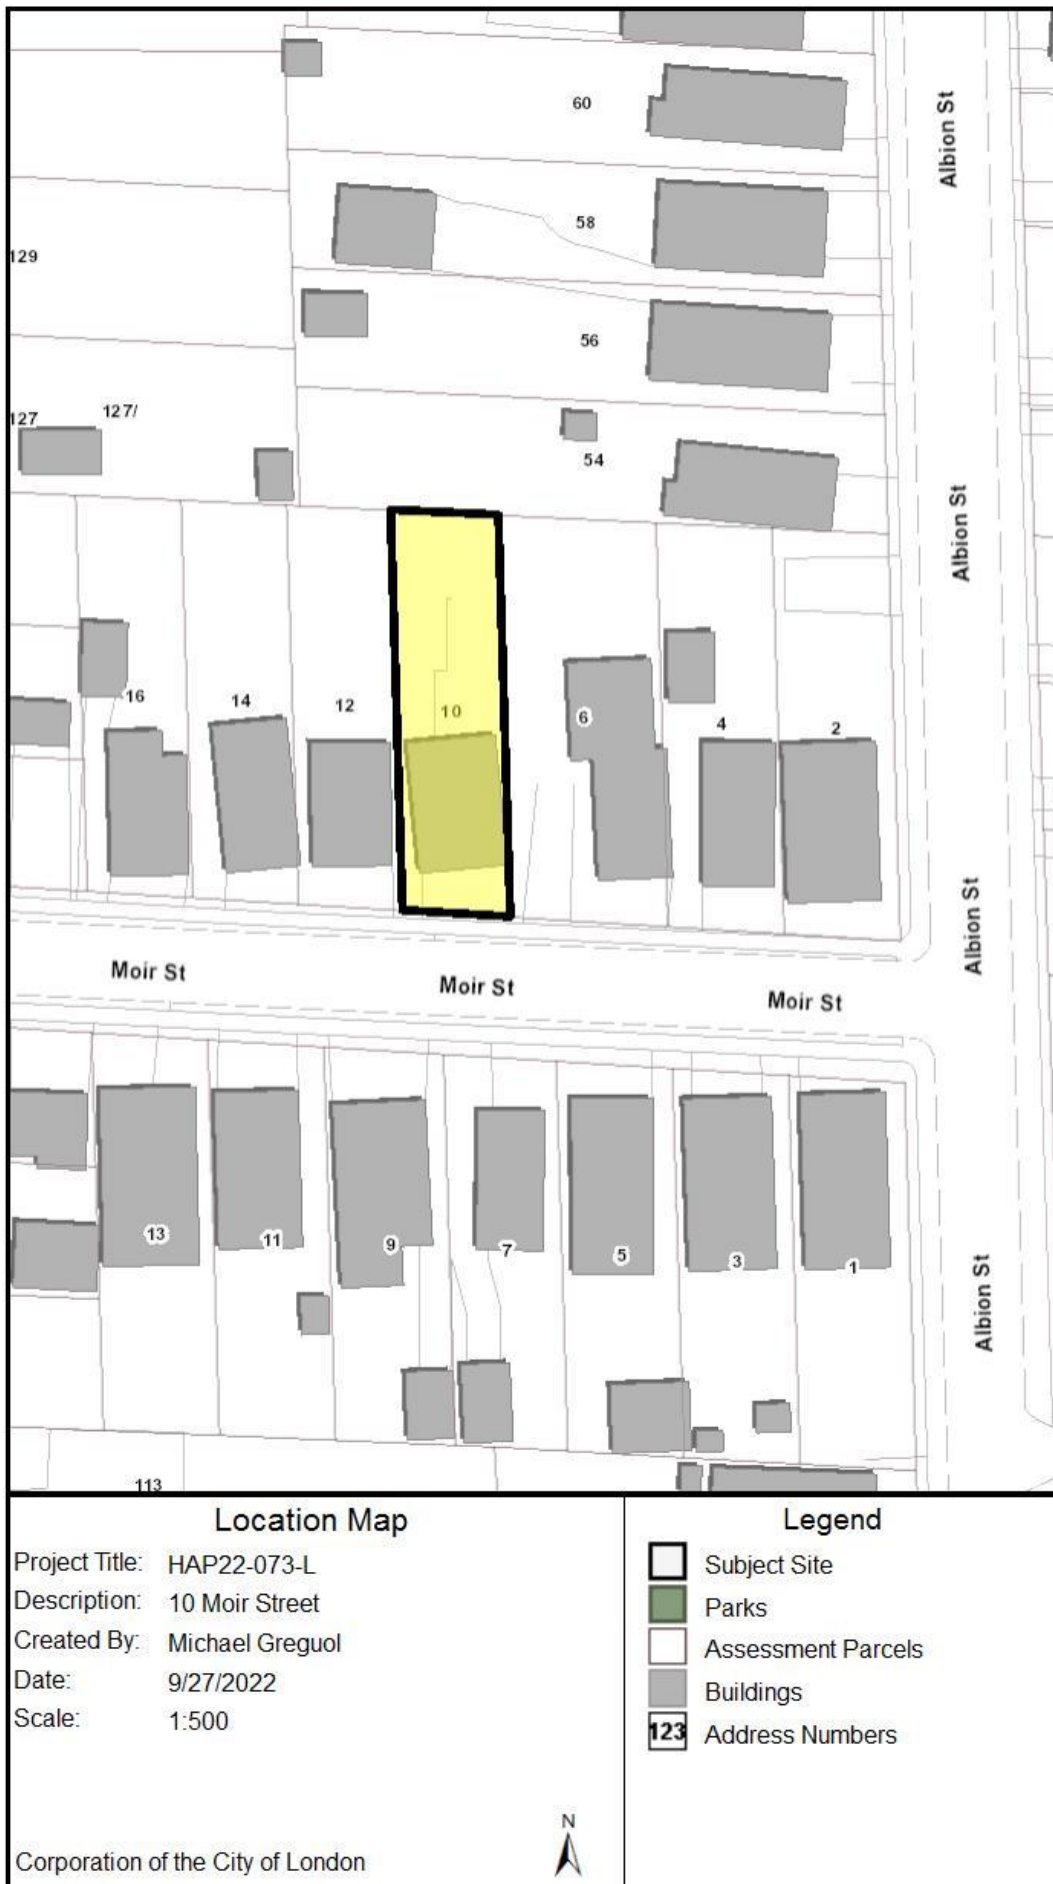 60
Albion St
58
129
56
127/
127
54
Albion St
16
14
12
10
6
4
2
Albion St
Moir St
Moir St
Moir St
13
11
9
7
5
3
1
Albion St
113
Location Map
Project Title: HAP22-073-L
Description: 10 Moir Street
Created By: Michael Greguol
Date: 9/27/2022
Scale: 1:500
N
Corporation of the City of London
Legend
Subject Site
Parks
Assessment Parcels
Buildings
123 Address Numbers